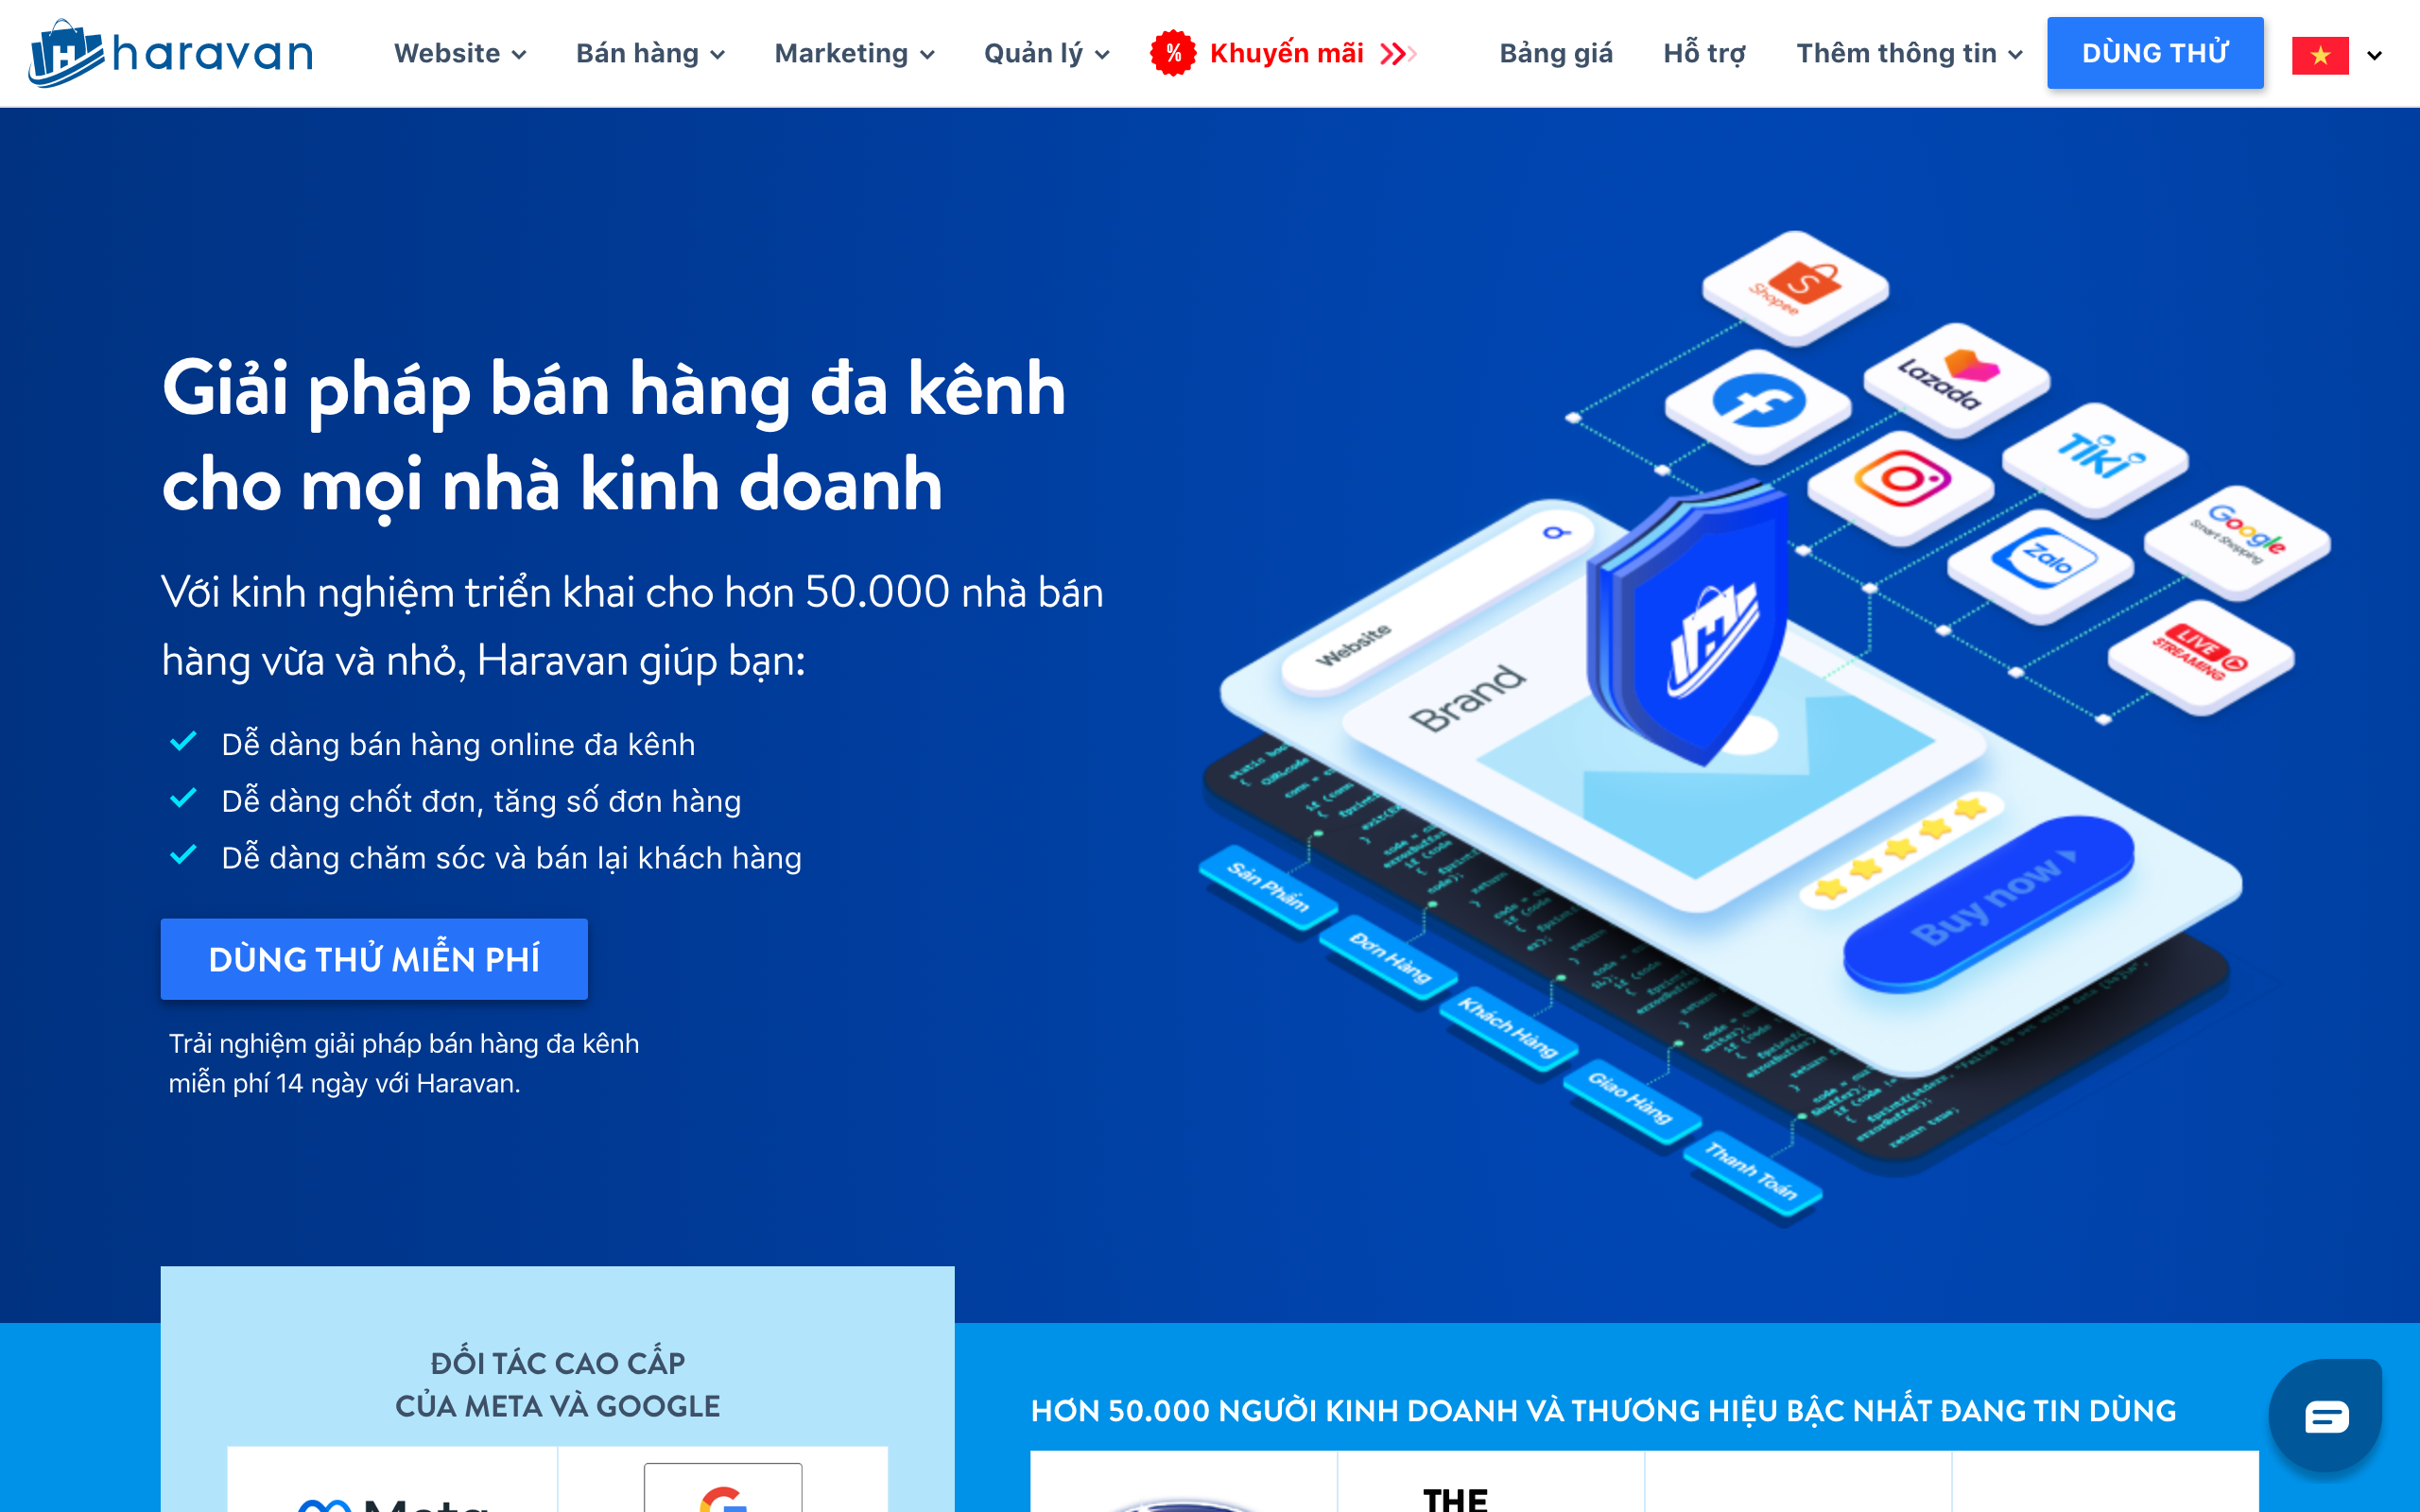 haravan
Website
Bán hàng
Marketing
Quản lý
%
Khuyến mãi
Bảng giá
Hỗ trợ
Thêm thông tin
DÙNG THỬ
Giải pháp bán hàng đa kênh
cho mọi nhà kinh doanh
Với kinh nghiệm triển khai cho hơn 50.000 nhà bán
hàng vừa và nhỏ, Haravan giúp bạn:
Dễ dàng bán hàng online đa kênh
Dễ dàng chốt đơn, tăng số đơn hàng
Dễ dàng chăm sóc và bán lại khách hàng
DÙNG THỬ MIỄN PHÍ
Trải nghiệm giải pháp bán hàng đa kênh
miễn phí 14 ngày với Haravan.
Shopee
Lazada
Tiki
Google
Smart Shopping
Zalo
LIVE
STREAMING
Website
Brand
Buy now
Sản Phẩm
Đơn Hàng
Khách Hàng
Giao Hàng
Thanh Toán
ĐỐI TÁC CAO CẤP
CỦA META VÀ GOOGLE
Meta
HƠN 50.000 NGƯỜI KINH DOANH VÀ THƯƠNG HIỆU BẬC NHẤT ĐANG TIN DÙNG
THE